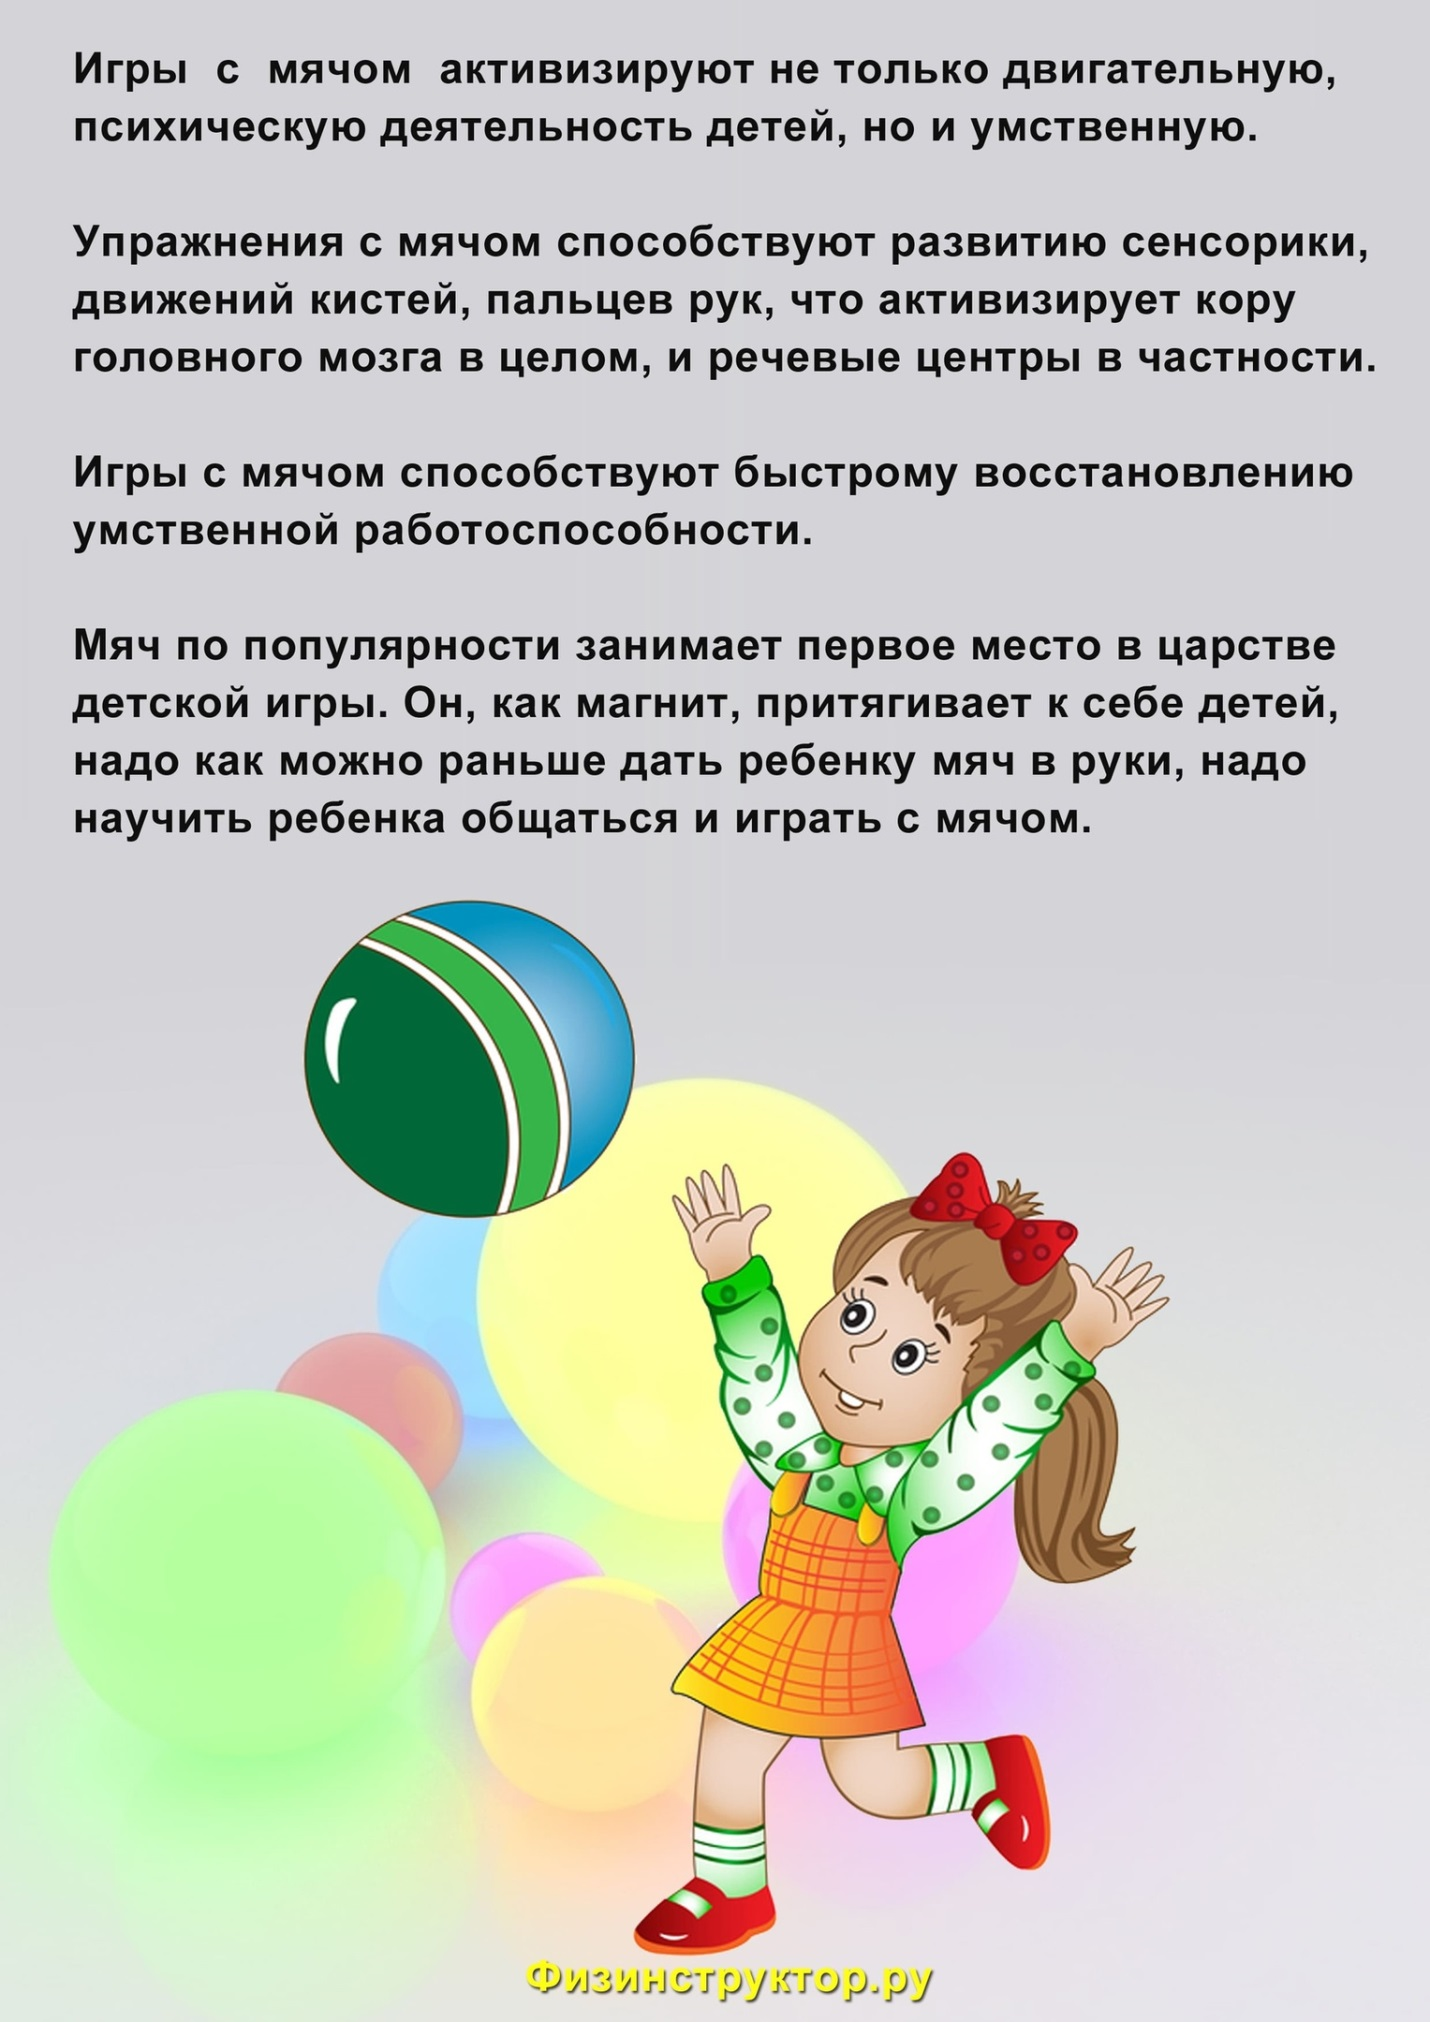 Игры с мячом активизируют не только двигательную,
психическую деятельность детей, но и умственную.
Упражнения с мячом способствуют развитию сенсорики,
движений кистей, пальцев рук, что активизирует кору
головного мозга в целом, и речевые центры в частности.
Игры с мячом способствуют быстрому восстановлению
умственной работоспособности.
Мяч по популярности занимает первое место в царстве
детской игры. Он, как магнит, притягивает к себе детей,
надо как можно раньше дать ребенку мяч в руки, надо
научить ребенка общаться и играть с мячом.
Физинструктор.ру